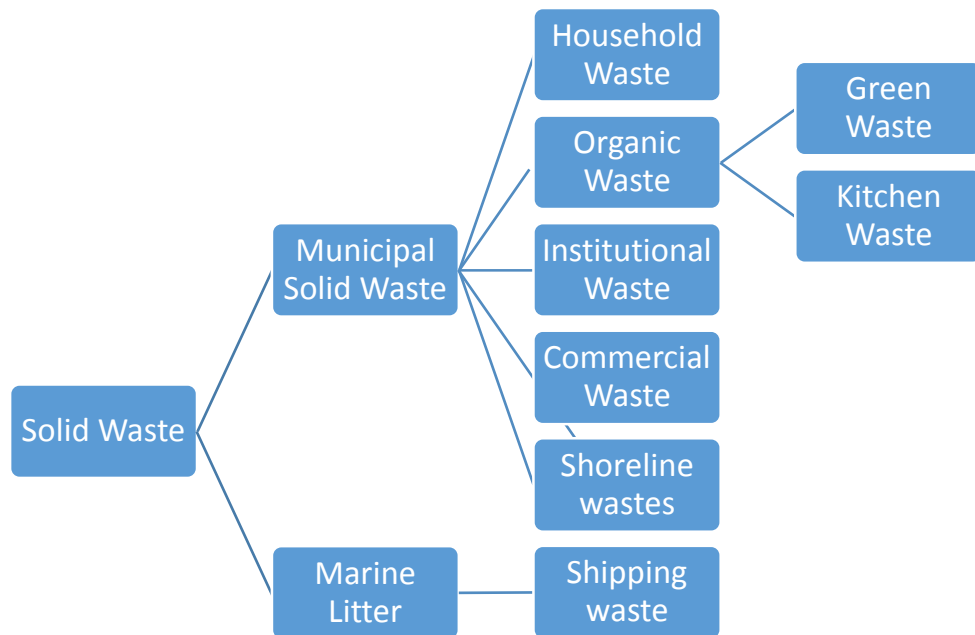 Household
Waste
Green
Waste
Organic
Waste
Kitchen
Waste
Municipal
Solid Waste
Institutional
Waste
Commercial
Waste
Solid Waste
Shoreline
wastes
Marine
Litter
Shipping
waste